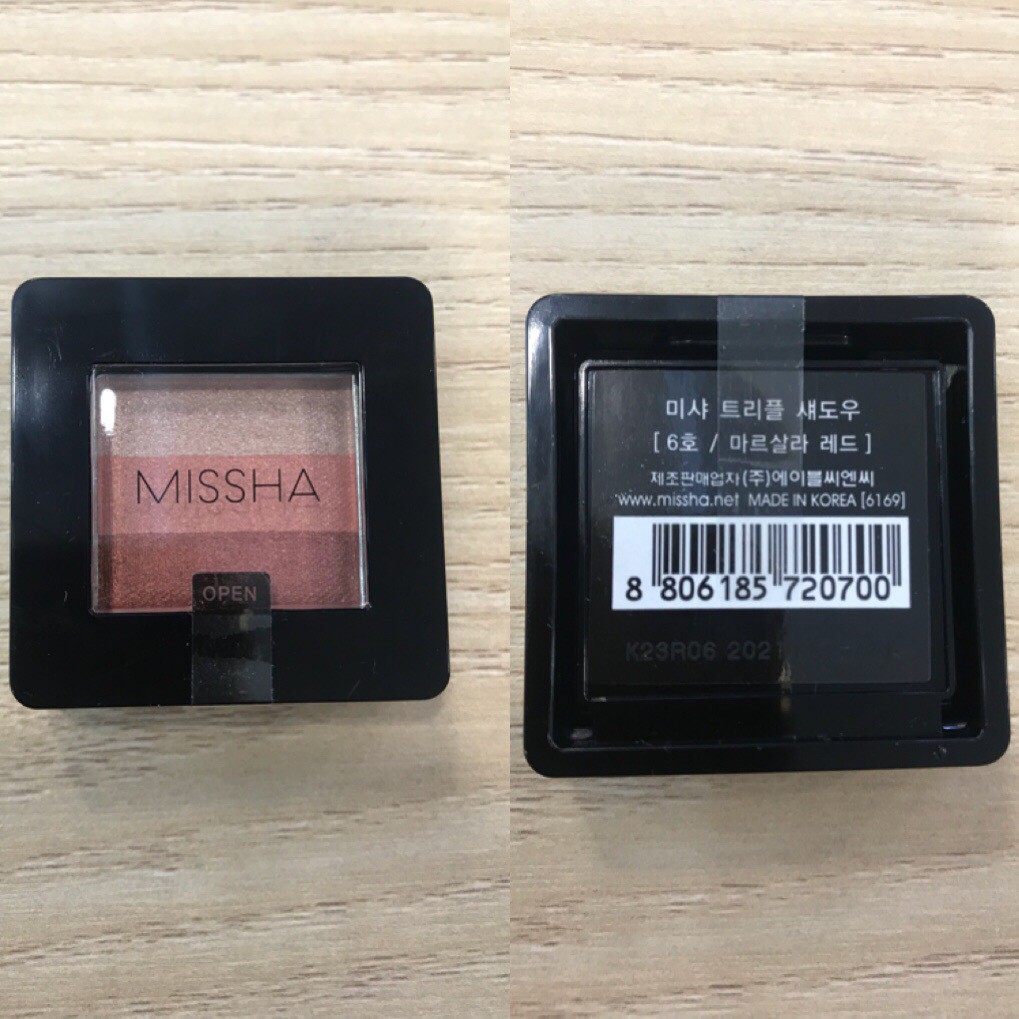 MISSHA
OPEN
미샤 트리플 섀도우
[ 6호 / 마르살라 레드 ]
제조판매업자 (주)에이블씨엔씨
www.missha.net MADE IN KOREA [6169]
8 806185 720700
K23R06 2021